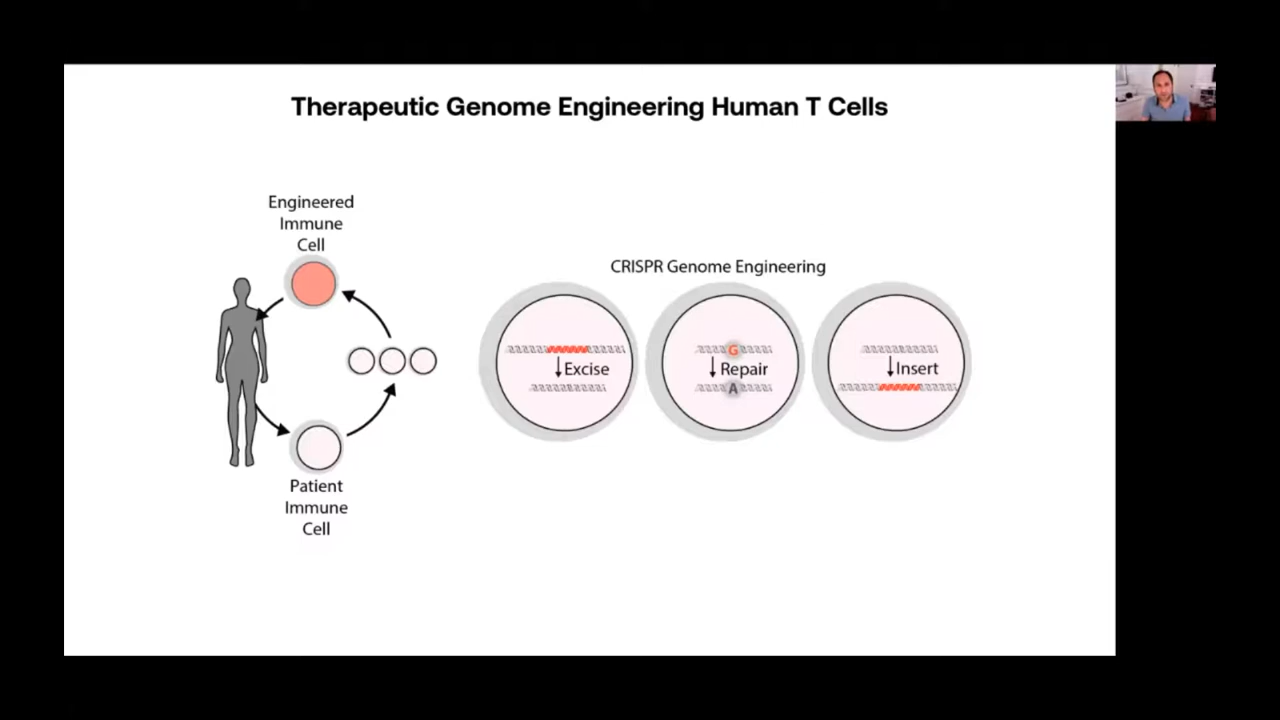 Therapeutic Genome Engineering Human T Cells
Engineered
Immune
Cell
Patient
Immune
Cell
CRISPR Genome Engineering
Excise
G
Repair
A
Insert